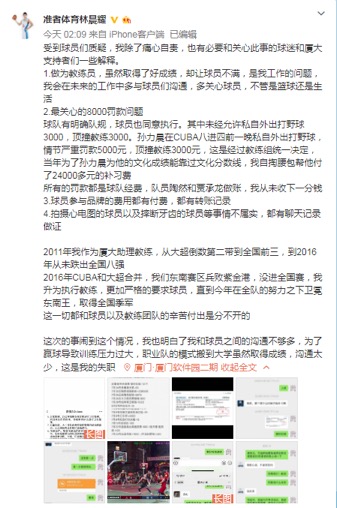 准者体育林晨耀
今天 02:09 来自 iPhone客户端 已编辑
受到球员们质疑，我除了痛心自责，也有必要和关心此事的球迷和厦大
支持者们一些解释。
1.做为教练员，虽然取得了好成绩，却让球员不满，是我工作的问题，
我会在未来的工作中多与球员们沟通，多关心球员，不管是篮球还是生
活
2.最关心的8000罚款问题
球队有明确队规，球员也同意执行。其中未经允许私自外出打野球
3000，顶撞教练3000。孙力晨在CUBA八进四前一晚私自外出打野球，
情节严重罚款5000元，顶撞教练3000元，这是经过教练组统一决定，
当年为了孙力晨为他的文化成绩能靠过文化分数线，我自掏腰包帮他付
了24000多元的补习费
所有的罚款都是球队经费，队员陶然和贾承龙做账，我从未收下一分钱
3.球员参与品牌的费用都有付费，都有转账记录
4.拍摄心电图的球员以及摔断牙齿的球员等事情不属实，都有聊天记录
做证
2011年我作为厦大助理教练，从大超倒数第二带到全国前三，到2016
年从未跌出全国八强
2016年CUBA和大超合并，我们东南赛区兵败紫金港，没进全国赛，我
升为执行教练，更加严格的要求球员，直到今年在全队的努力之下卫冕
东南王，取得全国季军
这一切都和球员以及教练团队的辛苦付出是分不开的
这次的事闹到这个情况，我也明白了我和球员之间的沟通不够多，为了
赢球导致训练压力过大，职业队的模式搬到大学虽然取得成绩，沟通太
少，这是我的失职 厦门·厦门软件园二期 收起全文
长图
长图